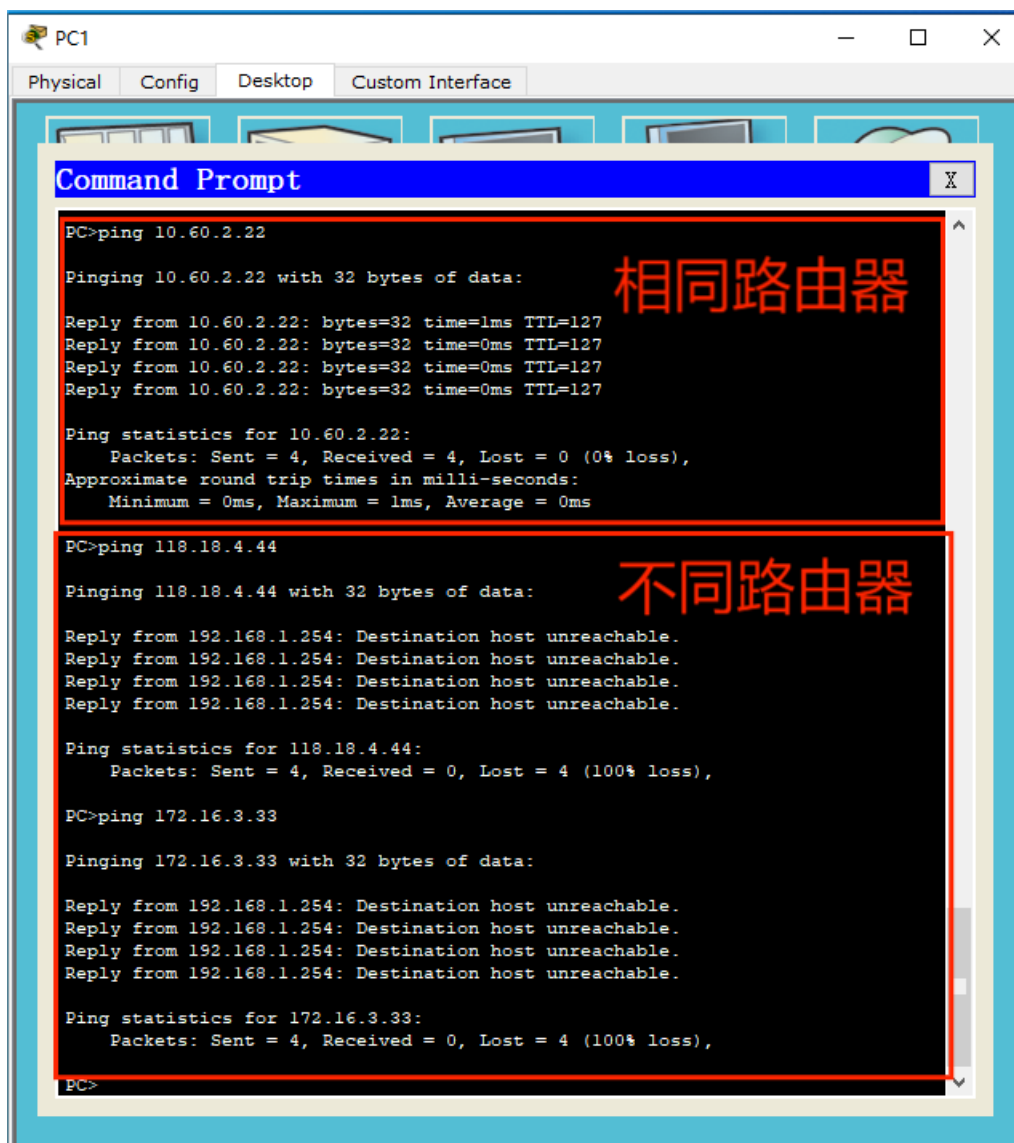 PC1
Physical Config Desktop Custom Interface
Command Prompt
X
PC>ping 10.60.2.22
相同路由器
Pinging 10.60.2.22 with 32 bytes of data:
Reply from 10.60.2.22: bytes=32 time=1ms TTL=127
Reply from 10.60.2.22: bytes=32 time=0ms TTL=127
Reply from 10.60.2.22: bytes=32 time=0ms TTL=127
Reply from 10.60.2.22: bytes=32 time=0ms TTL=127
Ping statistics for 10.60.2.22:
Packets: Sent = 4, Received = 4, Lost = 0 (0% loss),
Approximate round trip times in milli-seconds:
Minimum = 0ms, Maximum = 1ms, Average = 0ms
PC>ping 118.18.4.44
不同路由器
Pinging 118.18.4.44 with 32 bytes of data:
Reply from 192.168.1.254: Destination host unreachable.
Reply from 192.168.1.254: Destination host unreachable.
Reply from 192.168.1.254: Destination host unreachable.
Reply from 192.168.1.254: Destination host unreachable.
Ping statistics for 118.18.4.44:
Packets: Sent = 4, Received = 0, Lost = 4 (100% loss),
PC>ping 172.16.3.33
Pinging 172.16.3.33 with 32 bytes of data:
Reply from 192.168.1.254: Destination host unreachable.
Reply from 192.168.1.254: Destination host unreachable.
Reply from 192.168.1.254: Destination host unreachable.
Reply from 192.168.1.254: Destination host unreachable.
Ping statistics for 172.16.3.33:
Packets: Sent = 4, Received = 0, Lost = 4 (100% loss),
PC>